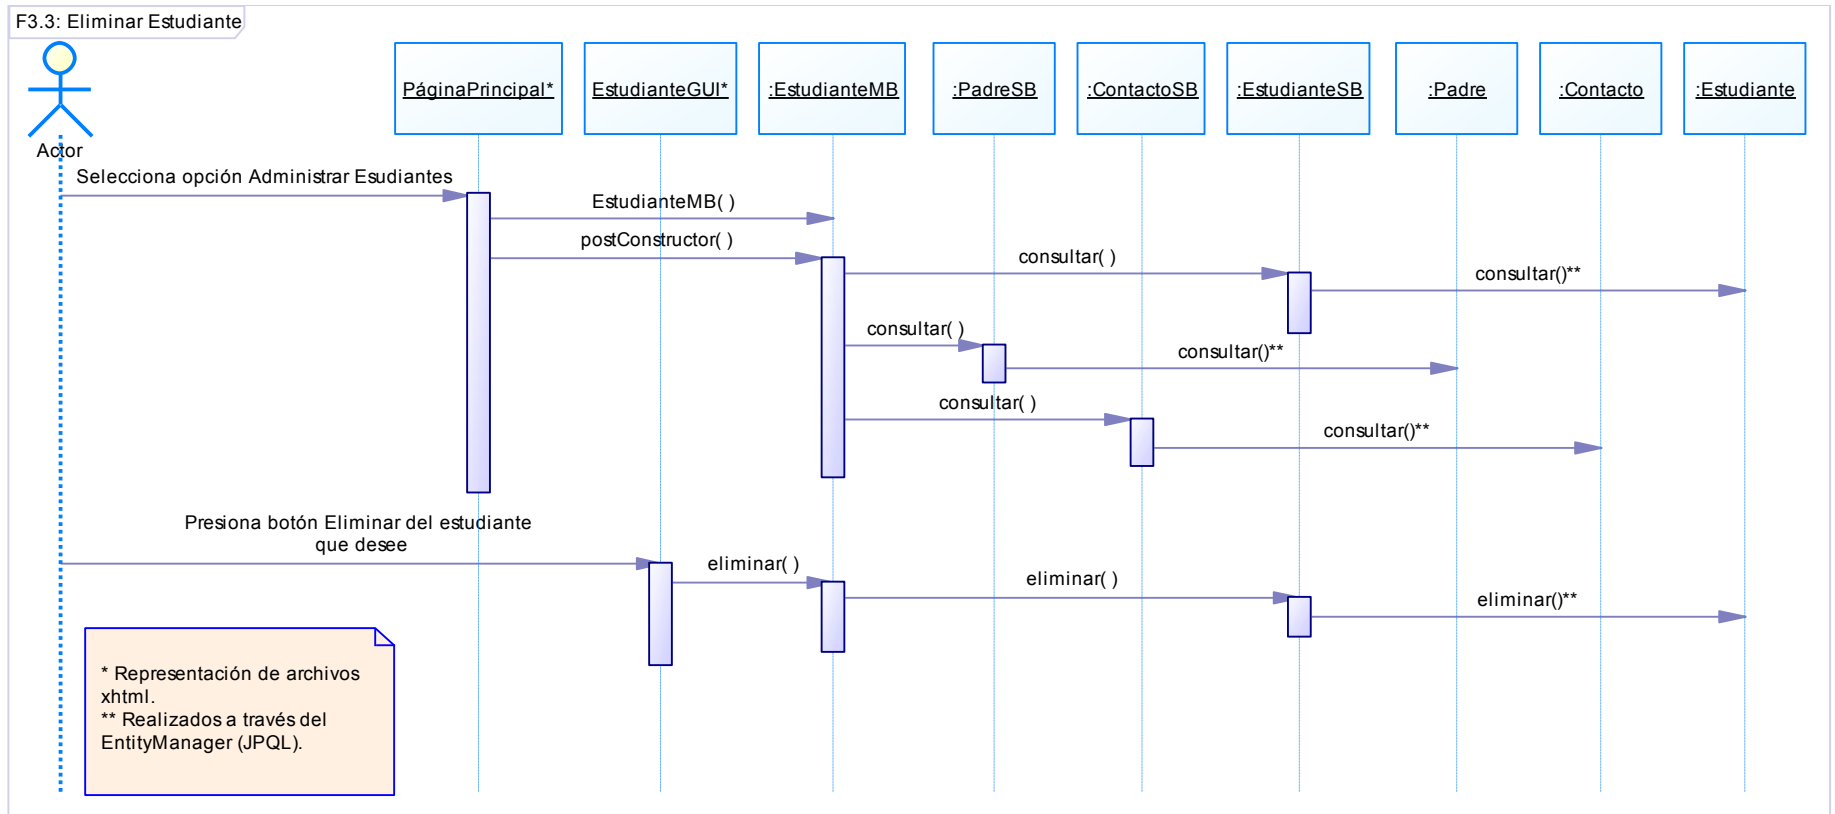 F3.3: Eliminar Estudiante
PáginaPrincipal*
EstudianteGUI*
:EstudianteMB
:PadreSB
:ContactoSB
:EstudianteSB
:Padre
:Contacto
:Estudiante
Actor
Selecciona opción Administrar Esudiantes
EstudianteMB( )
postConstructor( )
consultar( )
consultar()**
consultar( )
consultar()**
consultar( )
consultar()**
Presiona botón Eliminar del estudiante
que desee
eliminar( )
eliminar( )
eliminar()**
* Representación de archivos
xhtml.
** Realizados a través del
EntityManager (JPQL).